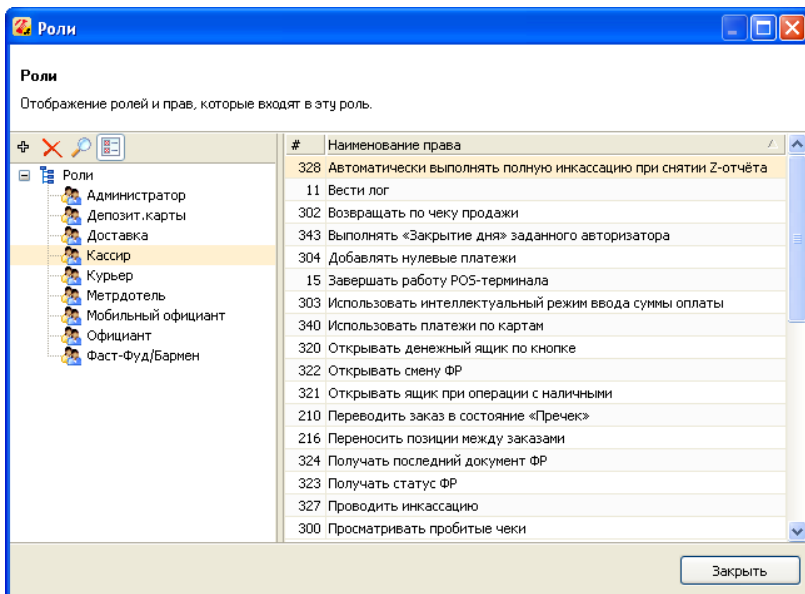 Роли
Роли
Отображение ролей и прав, которые входят в эту роль.
# Наименование права
Роли
Администратор
Депозит.карты
Доставка
Кассир
Курьер
Метрдотель
Мобильный официант
Официант
Фаст-Фуд/Бармен
328 Автоматически выполнять полную инкассацию при снятии Z-отчёта
11 Вести лог
302 Возвращать по чеку продажи
343 Выполнять «Закрытие дня» заданного авторизатора
304 Добавлять нулевые платежи
15 Завершать работу POS-терминала
303 Использовать интеллектуальный режим ввода суммы оплаты
340 Использовать платежи по картам
320 Открывать денежный ящик по кнопке
322 Открывать смену ФР
321 Открывать ящик при операции с наличными
210 Переводить заказ в состояние «Пречек»
216 Переносить позиции между заказами
324 Получать последний документ ФР
323 Получать статус ФР
327 Проводить инкассацию
300 Просматривать пробитые чеки
Закрыть